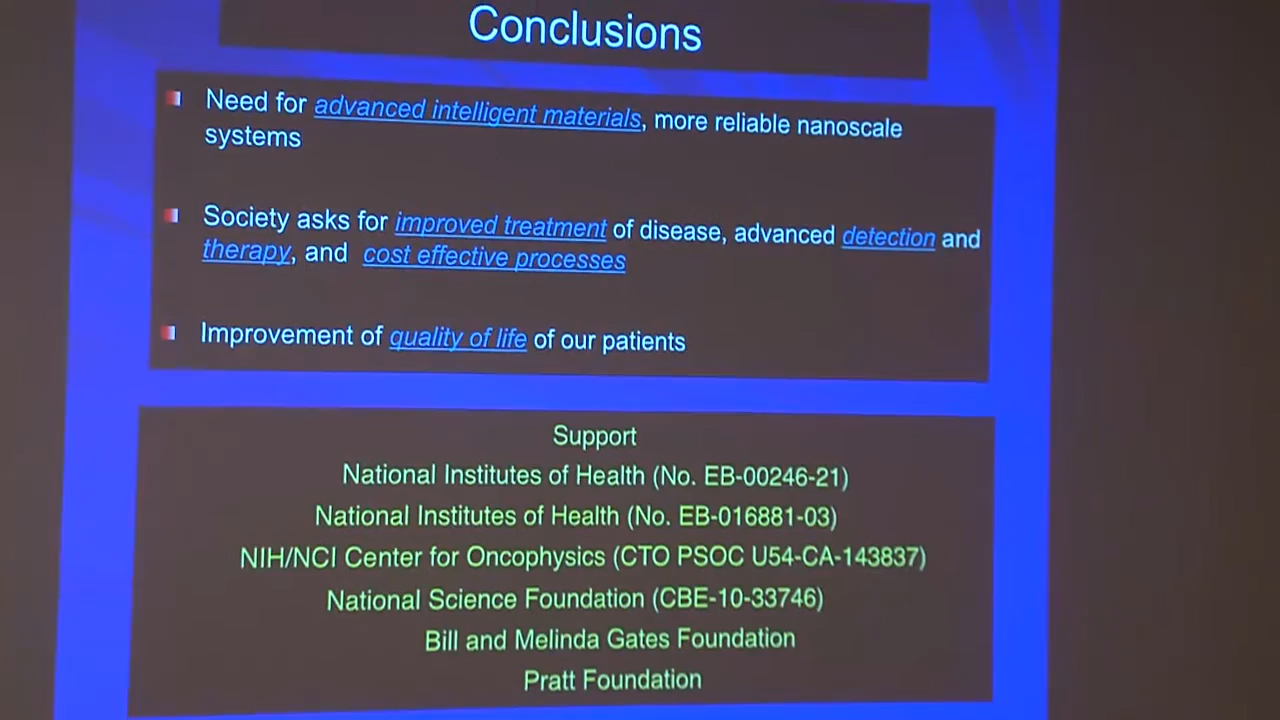 Conclusions
Need for advanced intelligent materials, more reliable nanoscale
systems
Society asks for improved treatment of disease, advanced detection and
therapy, and cost effective processes
Improvement of quality of life of our patients
Support
National Institutes of Health (No. EB-00246-21)
National Institutes of Health (No. EB-016881-03)
NIH/NCI Center for Oncophysics (CTO PSOC U54-CA-143837)
National Science Foundation (CBE-10-33746)
Bill and Melinda Gates Foundation
Pratt Foundation